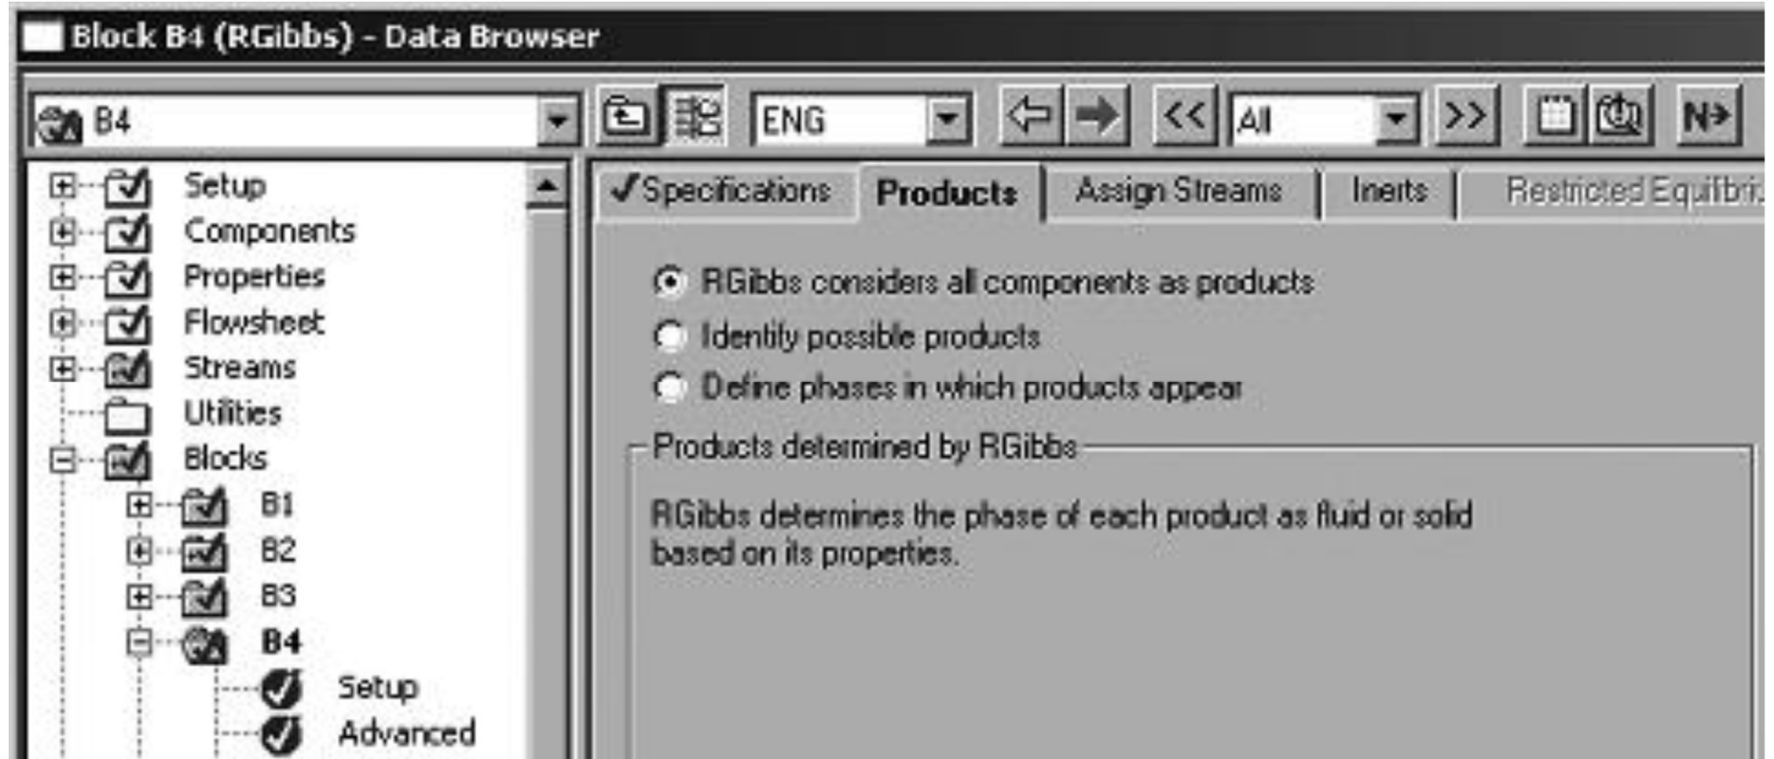 Block B4 (RGibbs) - Data Browser
B4
ENG
<< All >>
N
Setup
Components
Properties
Flowsheet
Streams
Utilities
Blocks
B1
B2
B3
B4
Setup
Advanced
Specifications Products Assign Streams Inerts Restricted
RGibbs considers all components as products
Identify possible products
Define phases in which products appear
Products determined by RGibbs
RGibbs determines the phase of each product as fluid or solid
based on its properties.